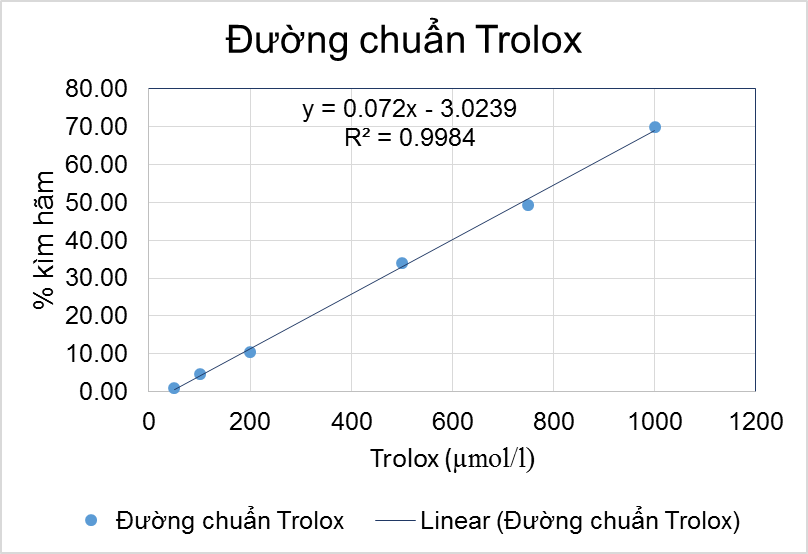 Đường chuẩn Trolox
y = 0.072x - 3.0239
R² = 0.9984
% kìm hãm
80.00
70.00
60.00
50.00
40.00
30.00
20.00
10.00
0.00
0 200 400 600 800 1000 1200
Trolox (µmol/l)
Đường chuẩn Trolox Linear (Đường chuẩn Trolox)